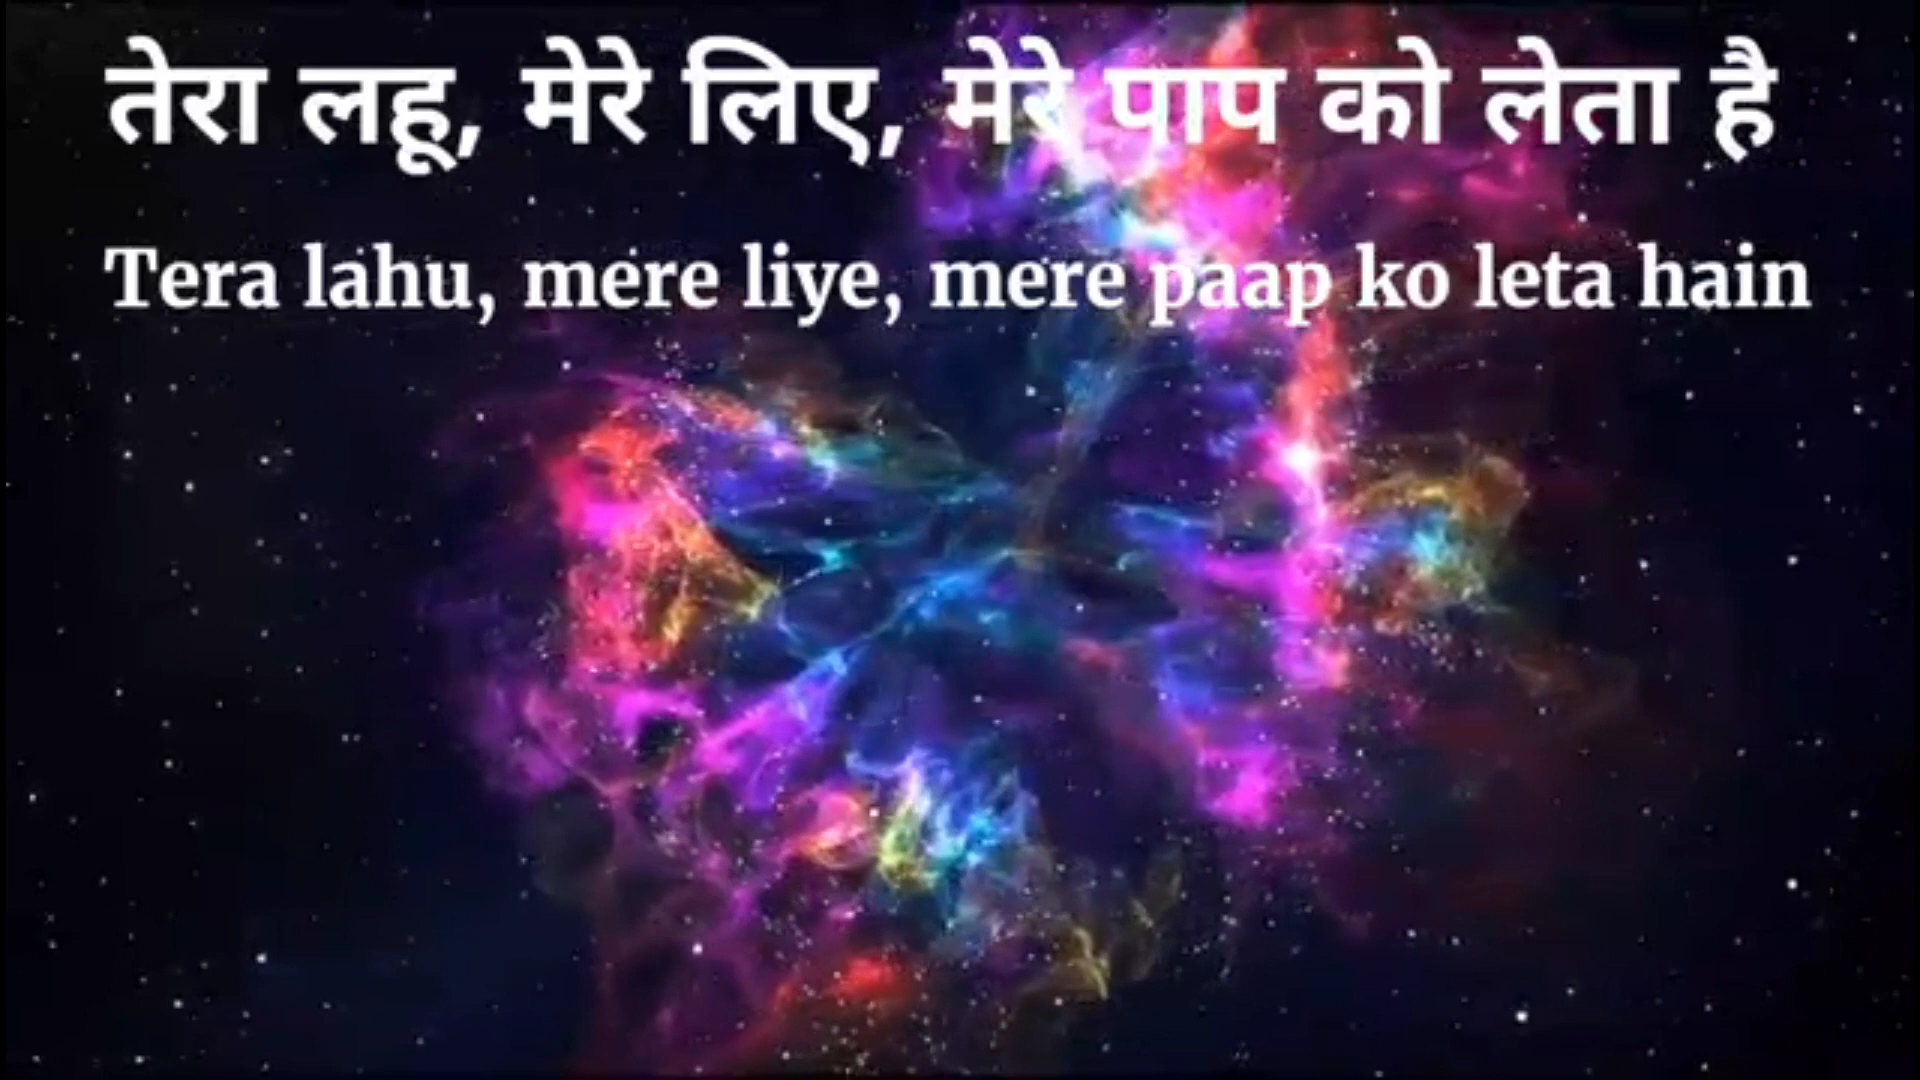 तेरा लहू, मेरे लिए, मेरे पाप को लेता है
Tera lahu, mere liye, mere paap ko leta hain